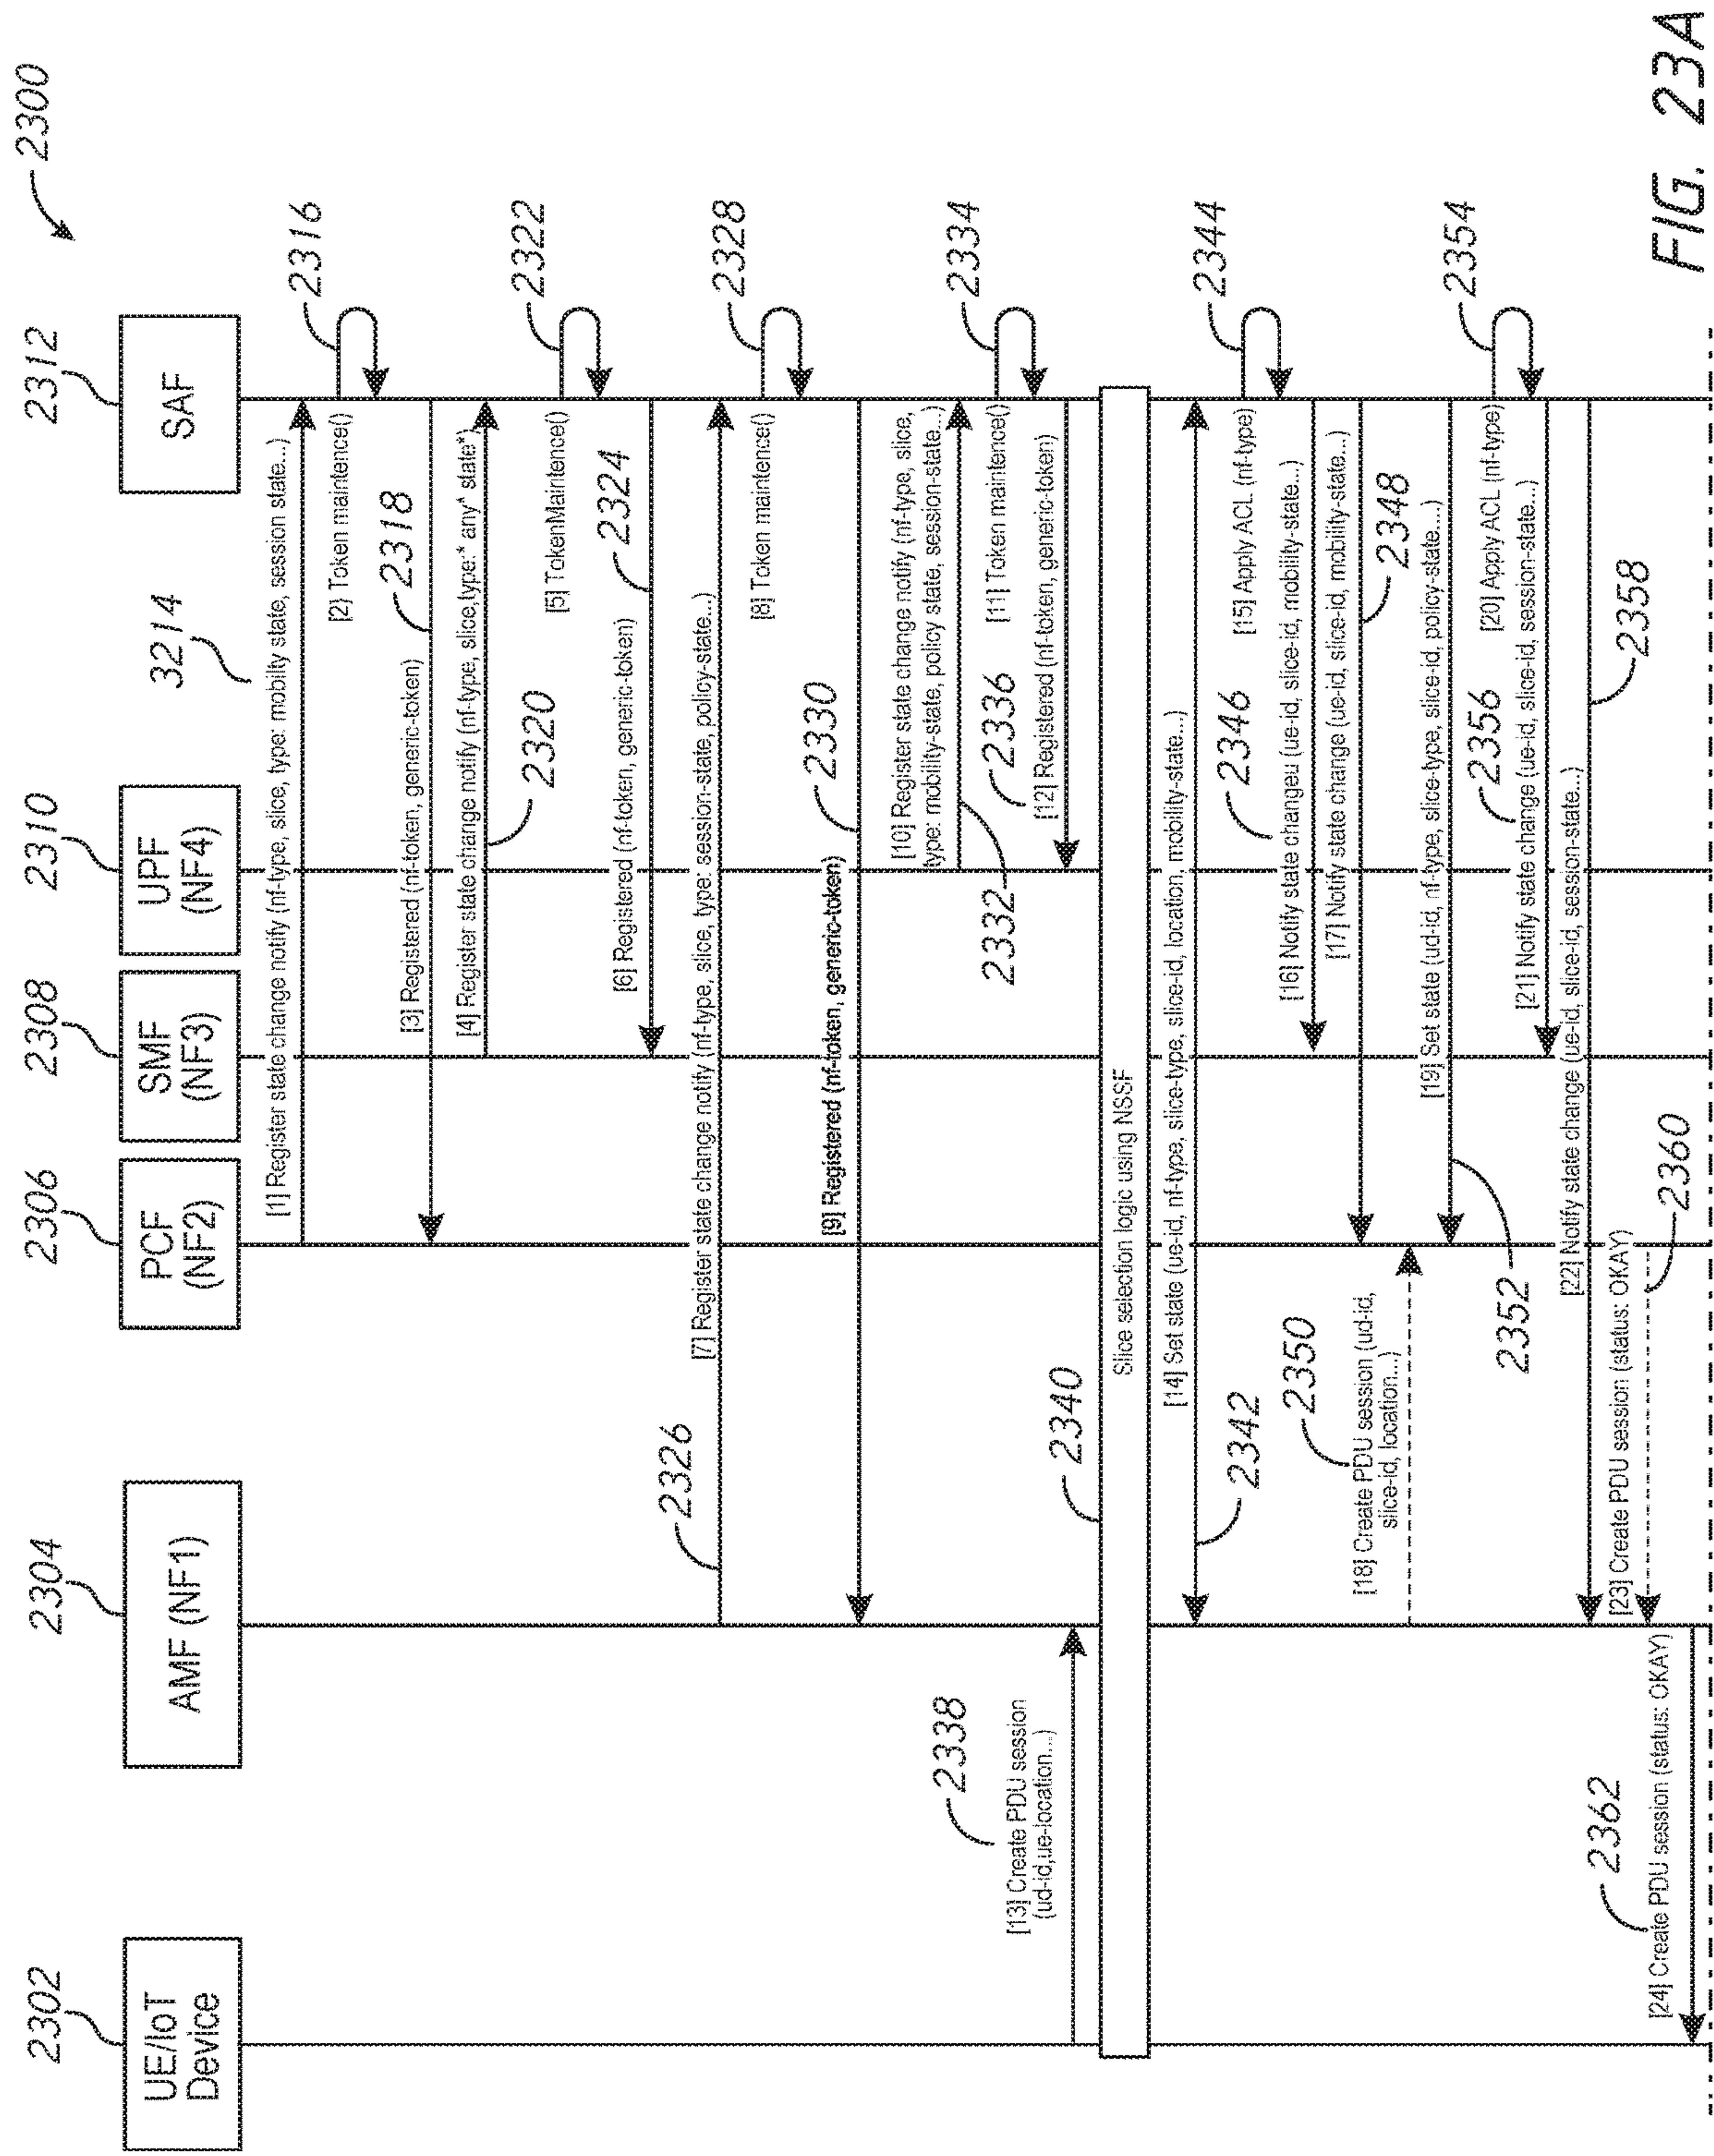 2300
2302
2304
2306
2308
2310
2312
UE/IoT
Device
AMF (NF1)
PCF
(NF2)
SMF
(NF3)
UPF
(NF4)
SAF
3214
[1] Register state change notify (nf-type, slice, type: mobilty state, session state...)
2316
[2} Token maintence()
2318
[3] Registered (nf-token, generic-token)
[4] Register state change notify (nf-type, slice,type:* any* state*)
2320
2322
[5] TokenMaintence()
2324
[6] Registered (nf-token, generic-token)
2326
[7] Register state change notify (nf-type, slice, type: session-state, policy-state...)
2328
[8] Token maintence()
2330
[9] Registered (nf-token, generic-token)
[10] Register state change notify (nf-type, slice,
type: mobility-state, policy state, session-state...)
2332
2334
[11] Token maintence()
2336
[12] Registered (nf-token, generic-token)
2338
[13] Create PDU session
(ud-id,ue-location...)
2340
Slice selection logic using NSSF
[14] Set state (ue-id, nf-type, slice-type, slice-id, location, mobility-state...)
2342
2344
[15] Apply ACL (nf-type)
2346
[16] Notify state changeu (ue-id, slice-id, mobility-state...)
[17] Notify state change (ue-id, slice-id, mobility-state...)
2348
2350
[18] Create PDU session (ud-id,
slice-id, location...)
[19] Set state (ud-id, nf-type, slice-type, slice-id, policy-state....)
2352
2354
[20] Apply ACL (nf-type)
2356
[21] Notify state change (ue-id, slice-id, session-state...)
2358
[22] Notify state change (ue-id, slice-id, session-state...)
[23] Create PDU session (status: OKAY)
2360
2362
[24] Create PDU session (status: OKAY)
FIG. 23A